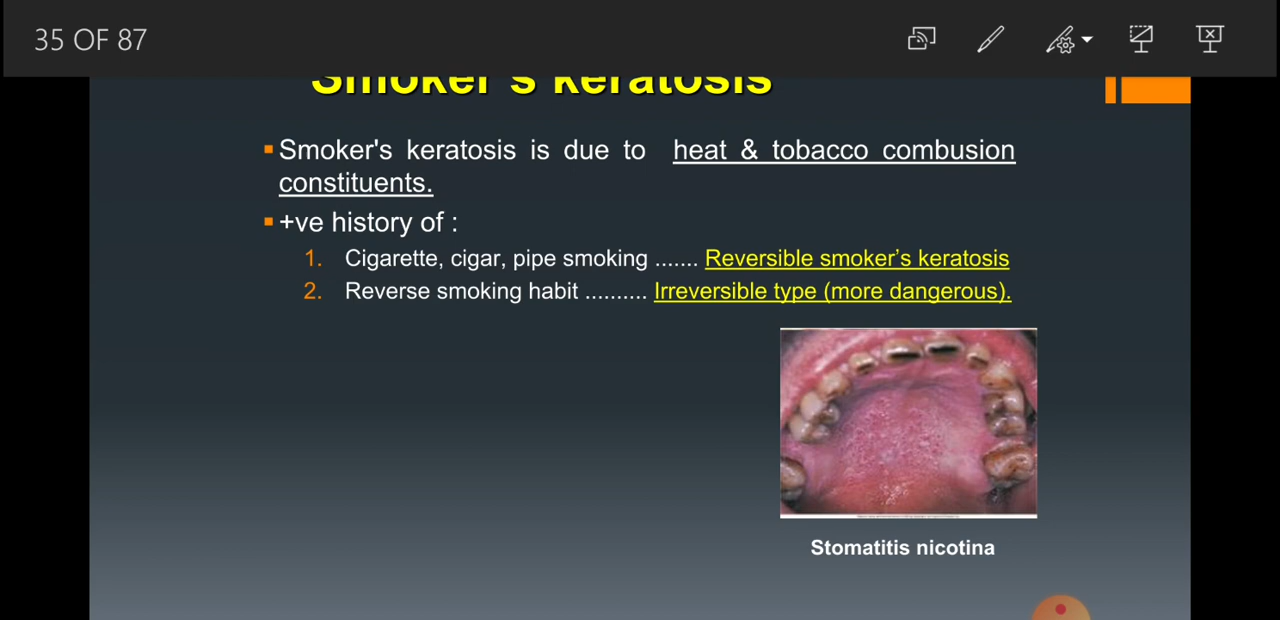 35 OF 87
Smoker's keratosis
▪ Smoker's keratosis is due to heat & tobacco combusion
constituents.
▪ +ve history of :
1. Cigarette, cigar, pipe smoking ....... Reversible smoker’s keratosis
2. Reverse smoking habit .......... Irreversible type (more dangerous).
Stomatitis nicotina